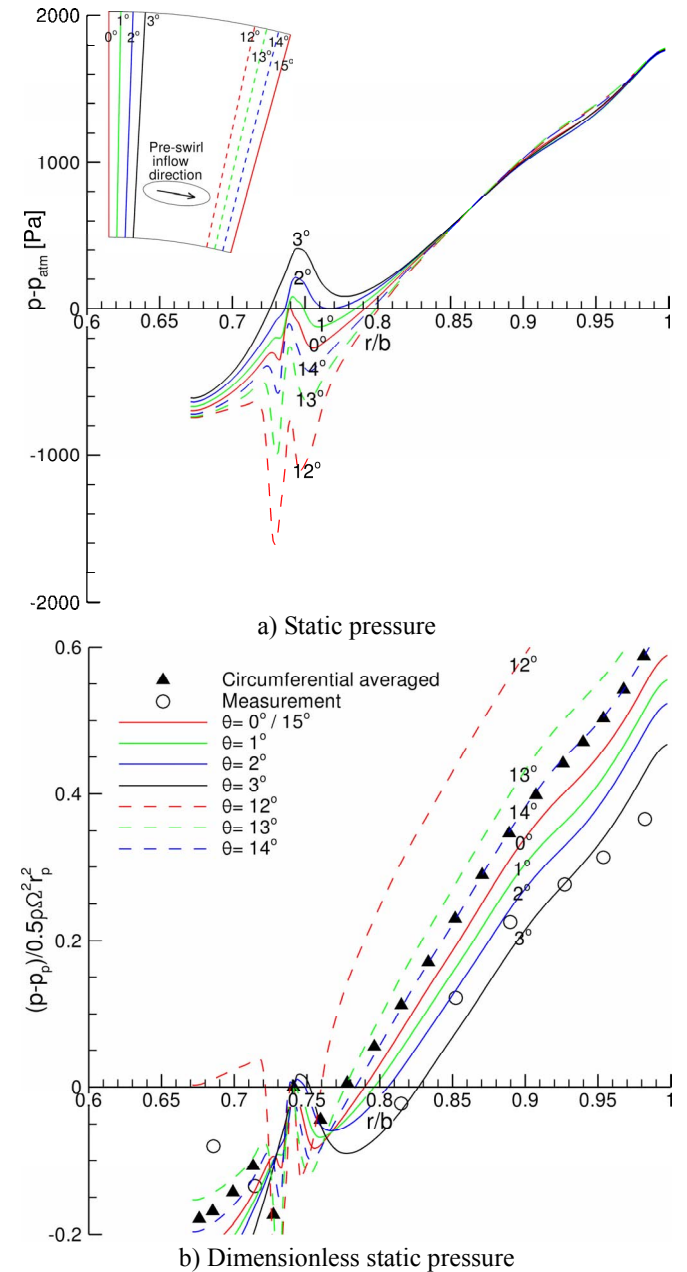 2000
1000
0
-1000
-2000
p-p_atm [Pa]
0.6 0.65 0.7 0.75 0.8 0.85 0.9 0.95 1
r/b
0° 1° 2° 3°
12° 13° 14° 15°
Pre-swirl
inflow
direction
3°
2°
1°
0°
14°
13°
12°
a) Static pressure
0.6
0.4
0.2
0
-0.2
(p-p_p)/0.5ρΩ²r_p²
▲ Circumferential averaged
○ Measurement
θ= 0° / 15°
θ= 1°
θ= 2°
θ= 3°
θ= 12°
θ= 13°
θ= 14°
12°
13°
14°
0°
1°
2°
3°
0.6 0.65 0.7 0.75 0.8 0.85 0.9 0.95 1
r/b
b) Dimensionless static pressure